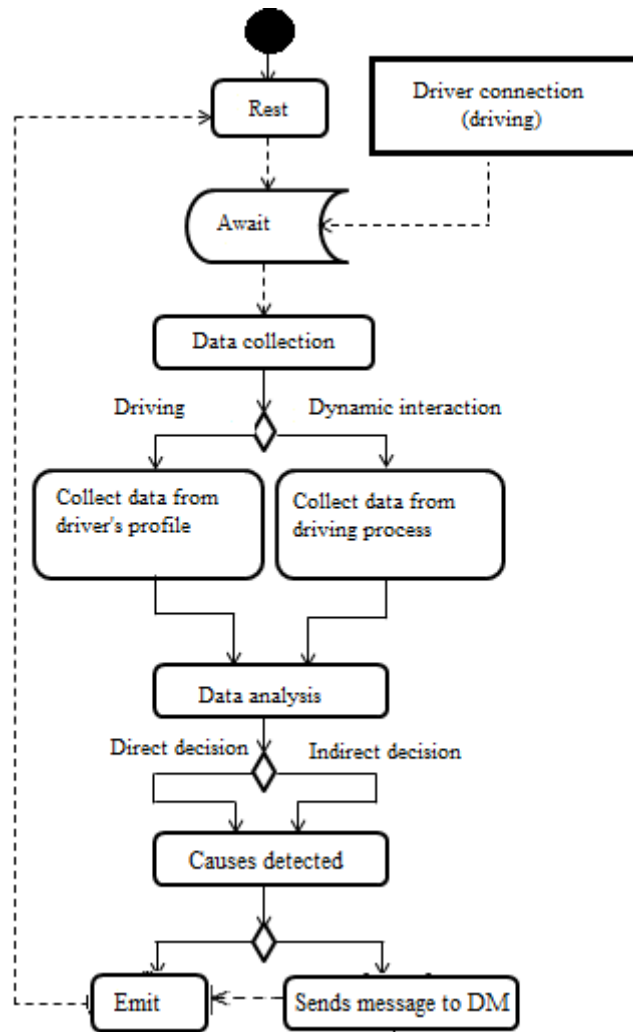 Rest
Driver connection
(driving)
Await
Data collection
Driving
Dynamic interaction
Collect data from
driver's profile
Collect data from
driving process
Data analysis
Direct decision
Indirect decision
Causes detected
Emit
Sends message to DM